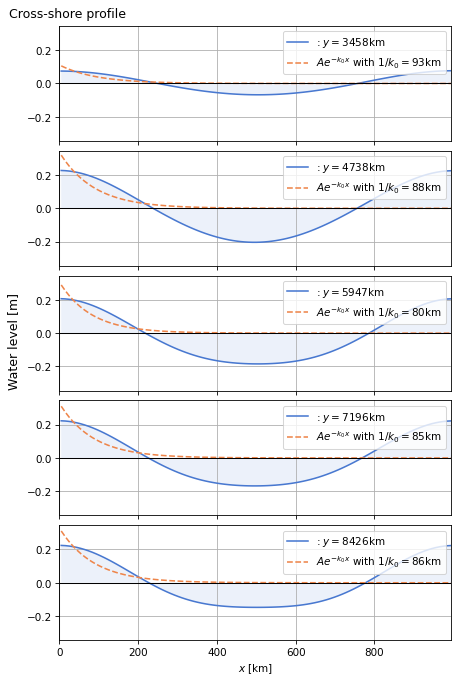 Cross-shore profile
: y = 3458km
Ae^{-k_0x} with 1/k_0 = 93km
0.2
0.0
−0.2
: y = 4738km
Ae^{-k_0x} with 1/k_0 = 88km
0.2
0.0
−0.2
Water level [m]
: y = 5947km
Ae^{-k_0x} with 1/k_0 = 80km
0.2
0.0
−0.2
: y = 7196km
Ae^{-k_0x} with 1/k_0 = 85km
0.2
0.0
−0.2
: y = 8426km
Ae^{-k_0x} with 1/k_0 = 86km
0.2
0.0
−0.2
0 200 400 600 800
x [km]